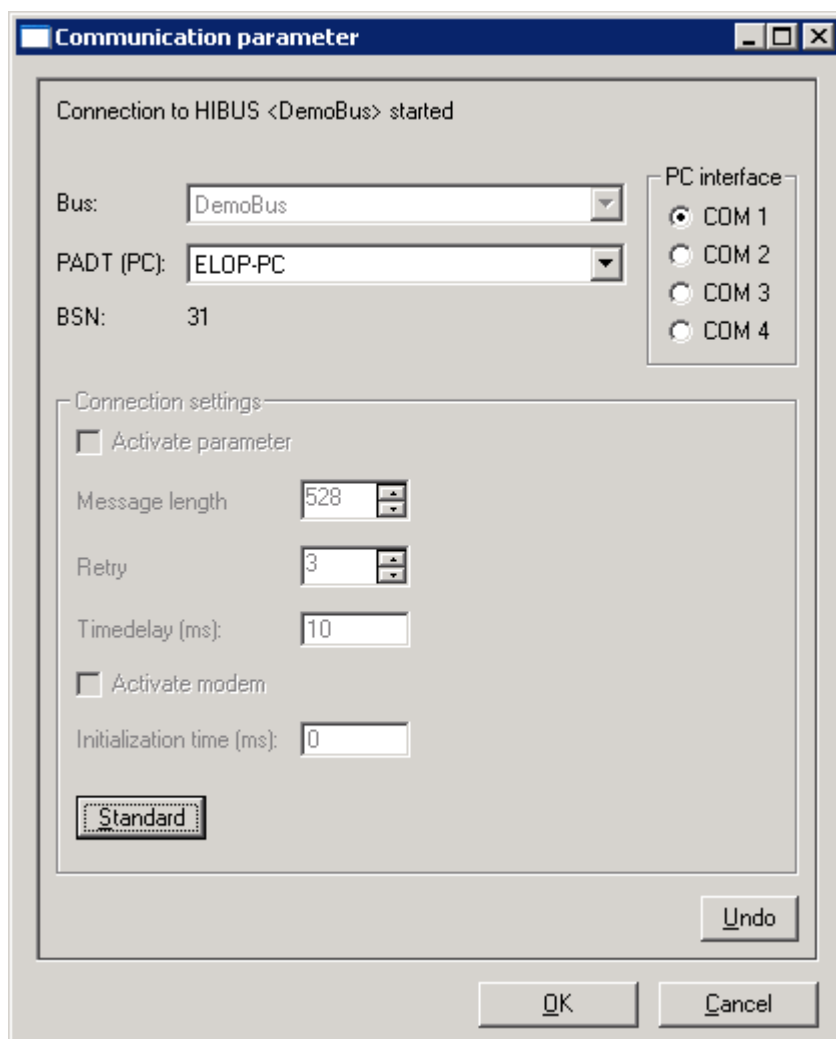 Communication parameter
Connection to HIBUS <DemoBus> started
Bus: DemoBus
PADT (PC): ELOP-PC
BSN: 31
PC interface
COM 1
COM 2
COM 3
COM 4
Connection settings
Activate parameter
Message length 528
Retry 3
Timedelay (ms): 10
Activate modem
Initialization time (ms): 0
Standard
Undo
OK Cancel